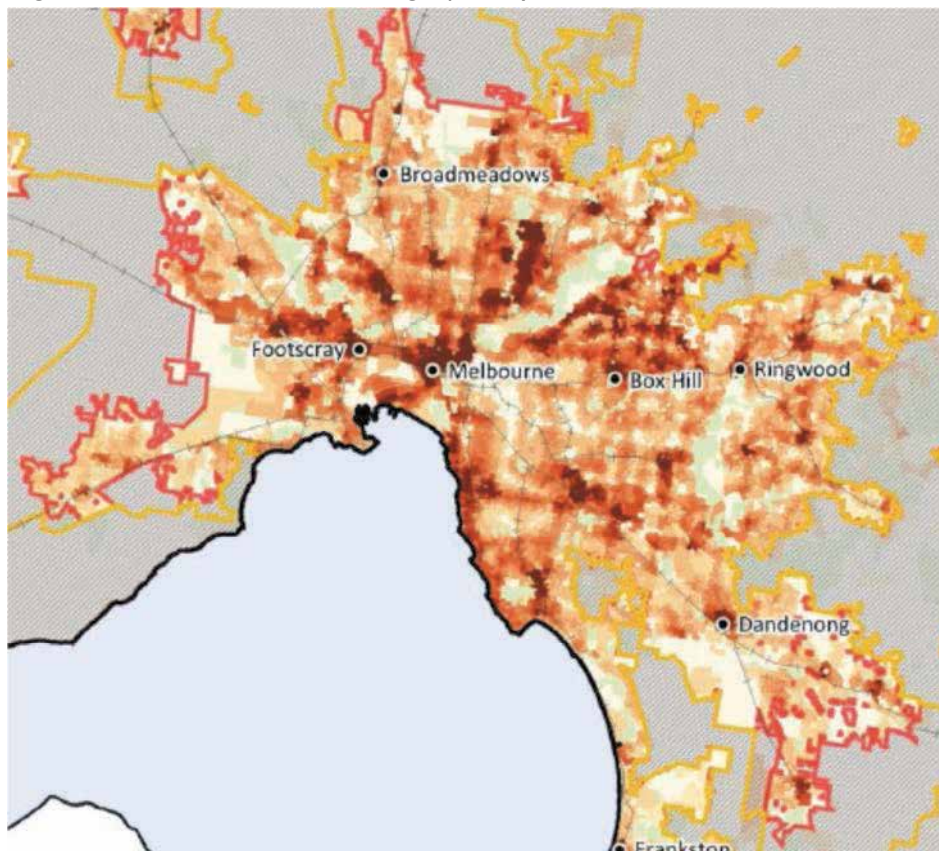 Broadmeadows
Footscray
Melbourne
Box Hill
Ringwood
Dandenong
Frankston